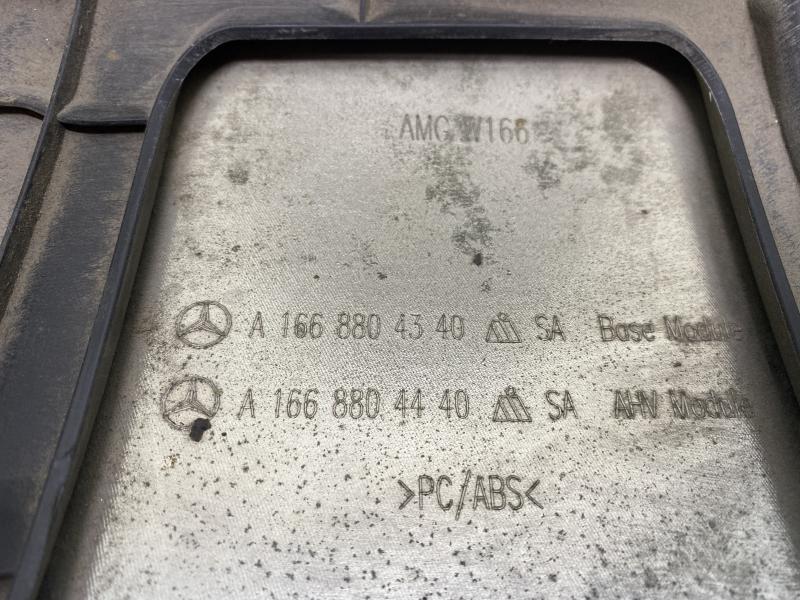 AMG W166
A 166 880 43 40 SA Base Module
A 166 880 44 40 SA AHV Module
>PC/ABS<